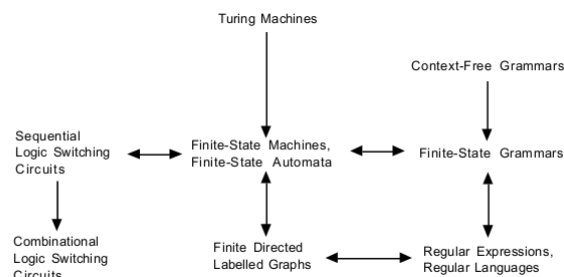 Turing Machines
Context-Free Grammars
Sequential
Logic Switching
Circuits
Finite-State Machines,
Finite-State Automata
Finite-State Grammars
Combinational
Logic Switching
Circuits
Finite Directed
Labelled Graphs
Regular Expressions,
Regular Languages